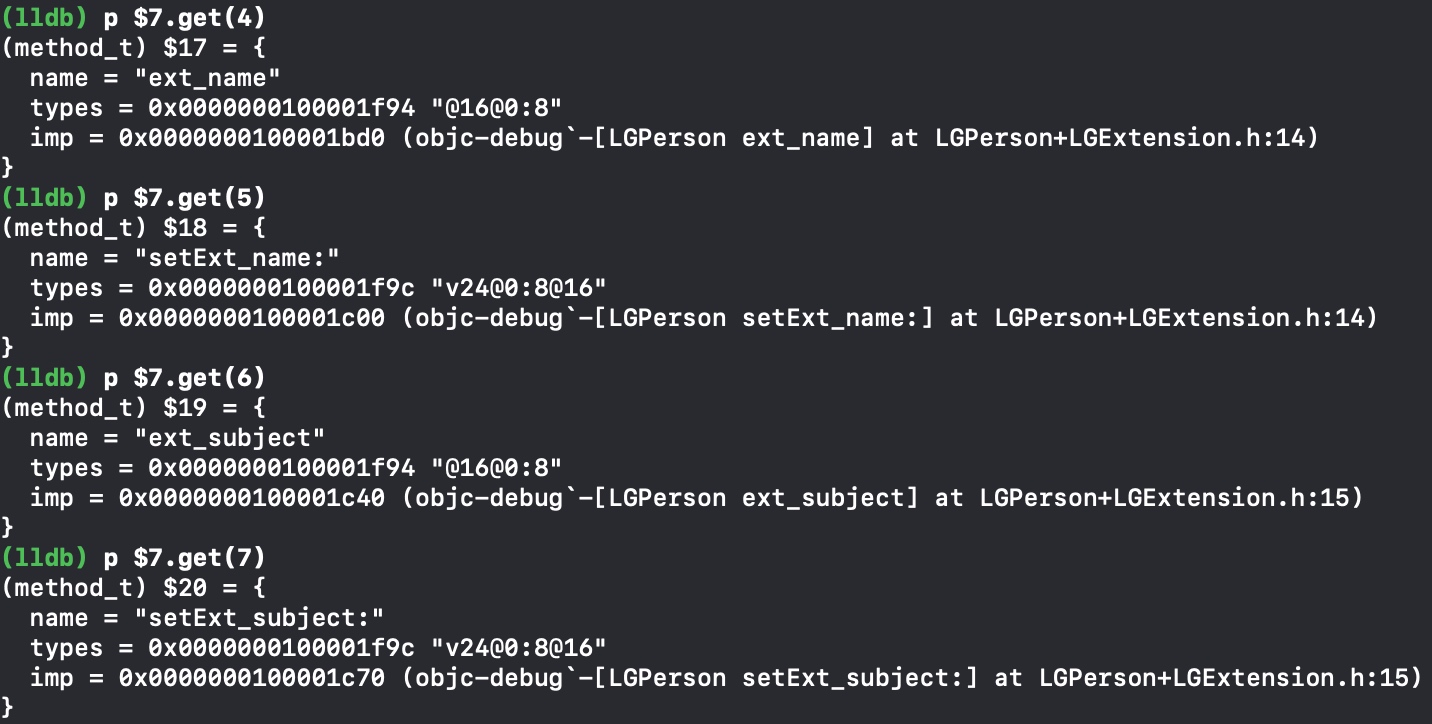 (lldb) p $7.get(4)
(method_t) $17 = {
  name = "ext_name"
  types = 0x0000000100001f94 "@16@0:8"
  imp = 0x0000000100001bd0 (objc-debug`-[LGPerson ext_name] at LGPerson+LGExtension.h:14)
}
(lldb) p $7.get(5)
(method_t) $18 = {
  name = "setExt_name:"
  types = 0x0000000100001f9c "v24@0:8@16"
  imp = 0x0000000100001c00 (objc-debug`-[LGPerson setExt_name:] at LGPerson+LGExtension.h:14)
}
(lldb) p $7.get(6)
(method_t) $19 = {
  name = "ext_subject"
  types = 0x0000000100001f94 "@16@0:8"
  imp = 0x0000000100001c40 (objc-debug`-[LGPerson ext_subject] at LGPerson+LGExtension.h:15)
}
(lldb) p $7.get(7)
(method_t) $20 = {
  name = "setExt_subject:"
  types = 0x0000000100001f9c "v24@0:8@16"
  imp = 0x0000000100001c70 (objc-debug`-[LGPerson setExt_subject:] at LGPerson+LGExtension.h:15)
}